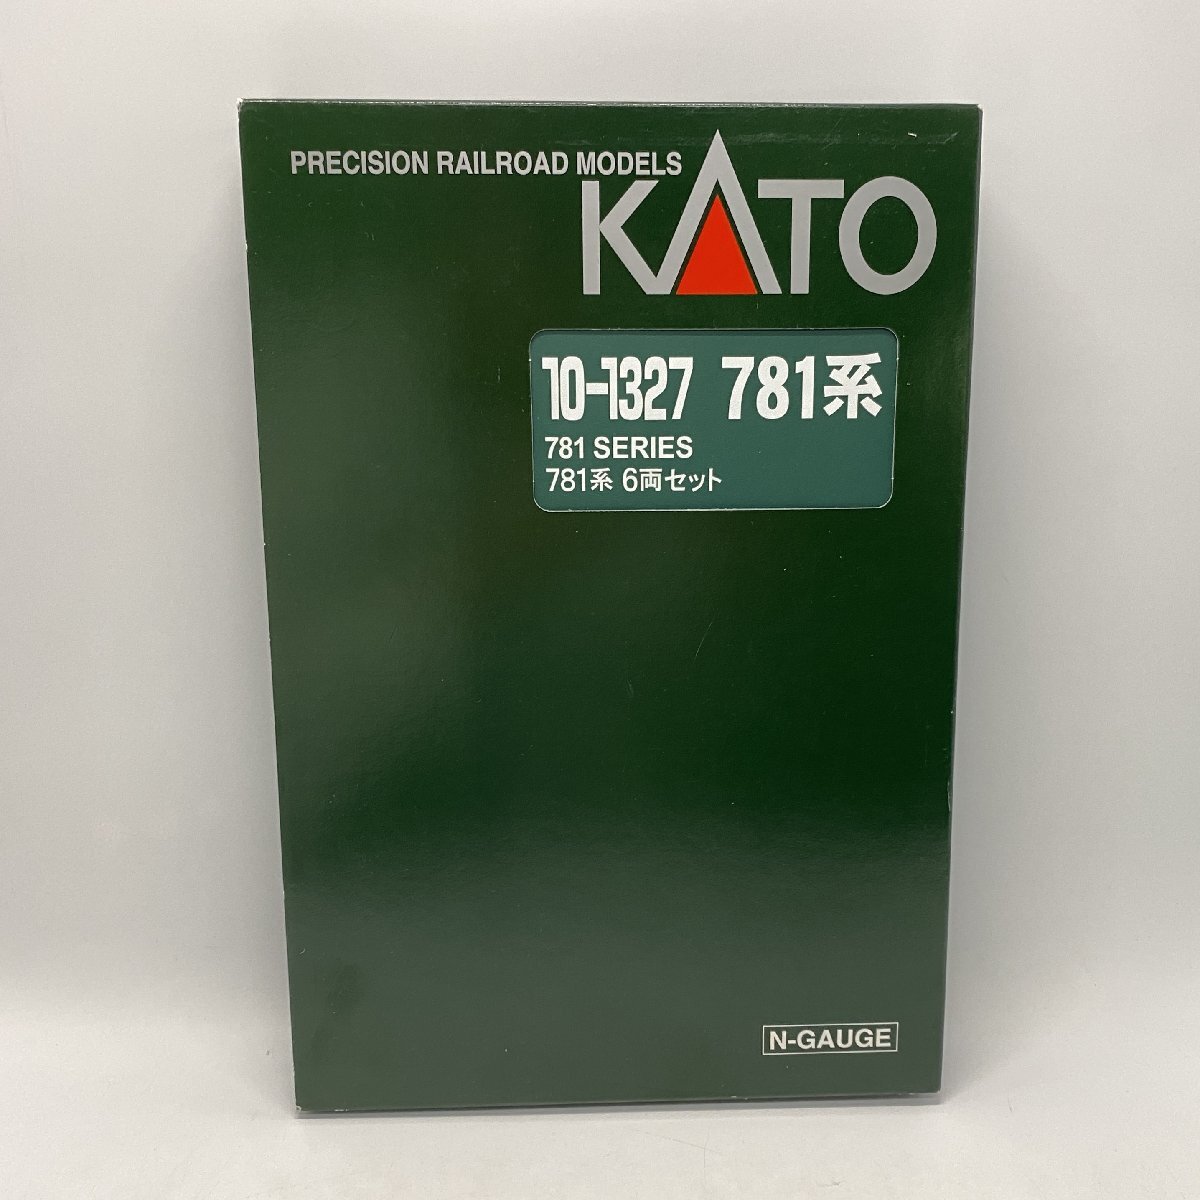 PRECISION RAILROAD MODELS
KATO
10-1327 781系
781 SERIES
781系 6両セット
N-GAUGE